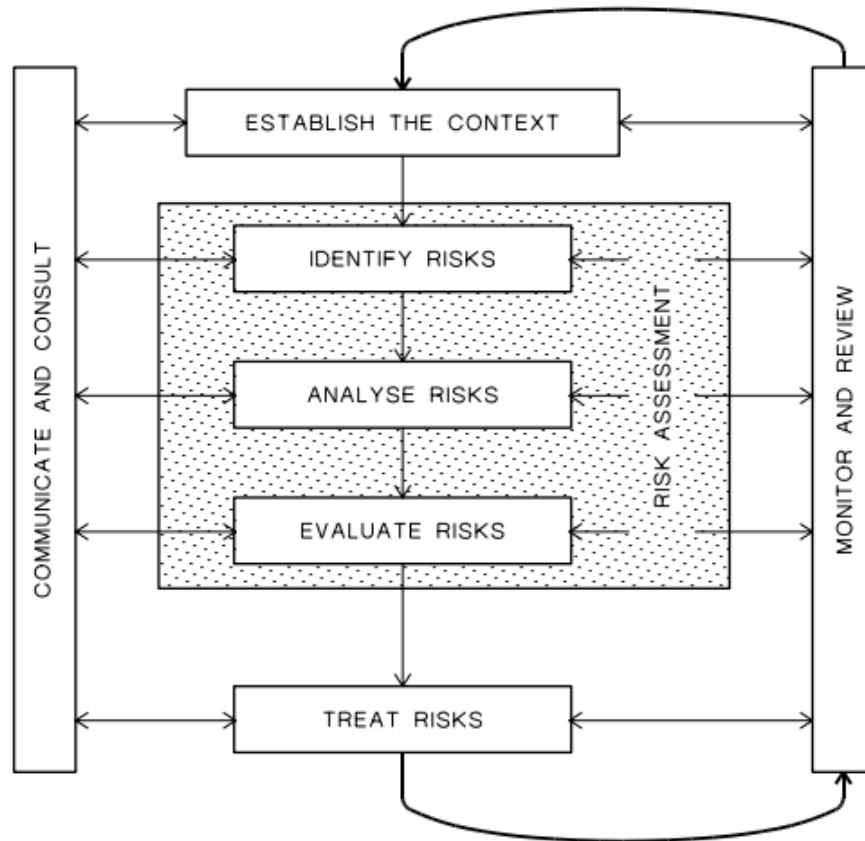 ESTABLISH THE CONTEXT
COMMUNICATE AND CONSULT
IDENTIFY RISKS
ANALYSE RISKS
EVALUATE RISKS
RISK ASSESSMENT
MONITOR AND REVIEW
TREAT RISKS